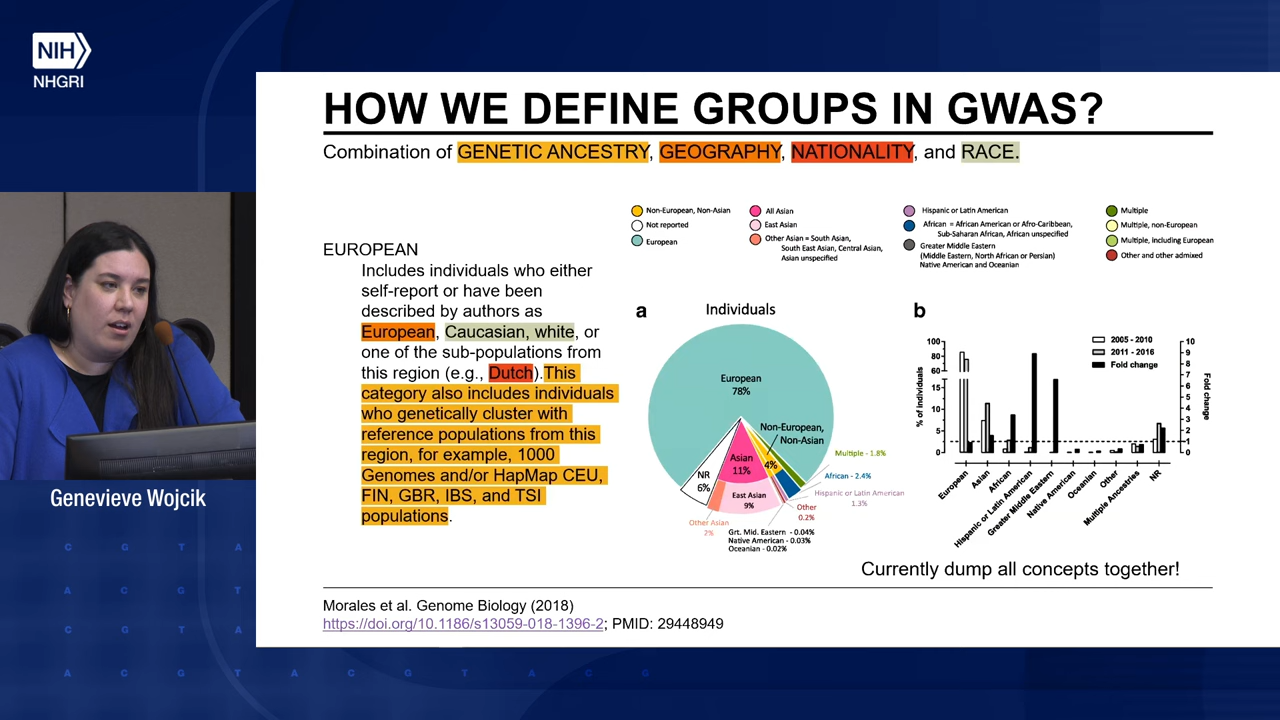 NIH
NHGRI
HOW WE DEFINE GROUPS IN GWAS?
Combination of GENETIC ANCESTRY, GEOGRAPHY, NATIONALITY, and RACE.
EUROPEAN
Includes individuals who either
self-report or have been
described by authors as
European, Caucasian, white, or
one of the sub-populations from
this region (e.g., Dutch).This
category also includes individuals
who genetically cluster with
reference populations from this
region, for example, 1000
Genomes and/or HapMap CEU,
FIN, GBR, IBS, and TSI
populations.
Non-European, Non-Asian
Not reported
European
All Asian
East Asian
Other Asian = South Asian,
South East Asian, Central Asian,
Asian unspecified
Hispanic or Latin American
African = African American or Afro-Caribbean,
Sub-Saharan African, African unspecified
Greater Middle Eastern
(Middle Eastern, North African or Persian)
Native American and Oceanian
Multiple
Multiple, non-European
Multiple, including European
Other and other admixed
a
Individuals
European
78%
Non-European,
Non-Asian
4%
Asian
11%
NR
6%
East Asian
9%
Other Asian
2%
Multiple - 1.8%
African - 2.4%
Hispanic or Latin American
1.3%
Other
0.2%
Grt. Mid. Eastern - 0.04%
Native American - 0.03%
Oceanian - 0.02%
b
2005 - 2010
2011 - 2016
Fold change
% of individuals
100
80
60
15
10
5
0
10
9
8
7
6
5
4
3
2
1
0
Fold change
European
Asian
African
Hispanic or Latin American
Greater Middle Eastern
Native American
Oceanian
Other
Multiple Ancestries
NR
Currently dump all concepts together!
Morales et al. Genome Biology (2018)
https://doi.org/10.1186/s13059-018-1396-2; PMID: 29448949
Genevieve Wojcik
C G T A
A C G T
C G T A
A C G T A C G T A C G